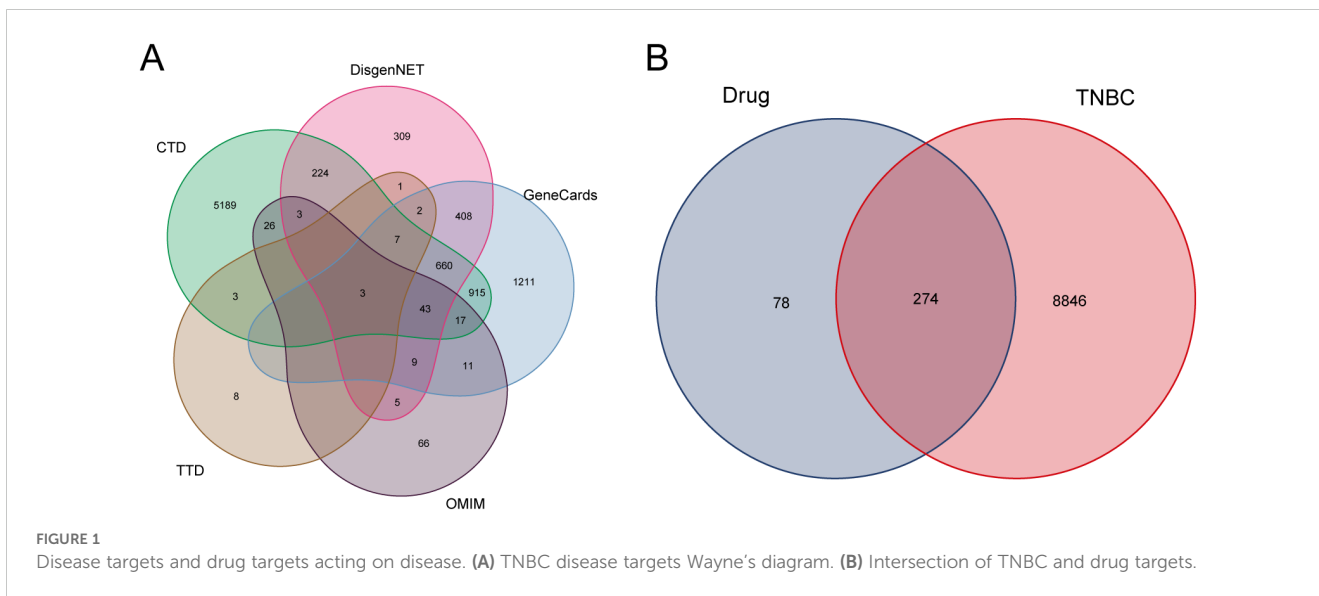 A
B
DisgenNET
Drug
TNBC
309
CTD
224
1
GeneCards
5189
3
2
408
26
7
660
1211
3
3
915
78
274
8846
43
17
9
11
8
5
66
TTD
OMIM
FIGURE 1
Disease targets and drug targets acting on disease. (A) TNBC disease targets Wayne's diagram. (B) Intersection of TNBC and drug targets.